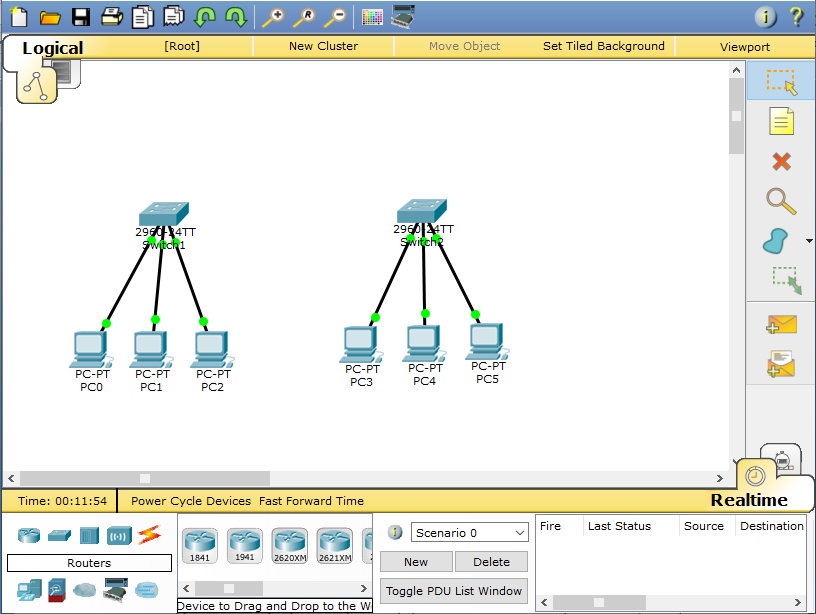 Logical
[Root]
New Cluster
Move Object
Set Tiled Background
Viewport
2960-24TT
Switch1
2960-24TT
Switch2
PC-PT
PC0
PC-PT
PC1
PC-PT
PC2
PC-PT
PC3
PC-PT
PC4
PC-PT
PC5
Time: 00:11:54
Power Cycle Devices
Fast Forward Time
Realtime
Routers
1841
1941
2620XM
2621XM
Device to Drag and Drop to the W
Scenario 0
New
Delete
Toggle PDU List Window
Fire
Last Status
Source
Destination